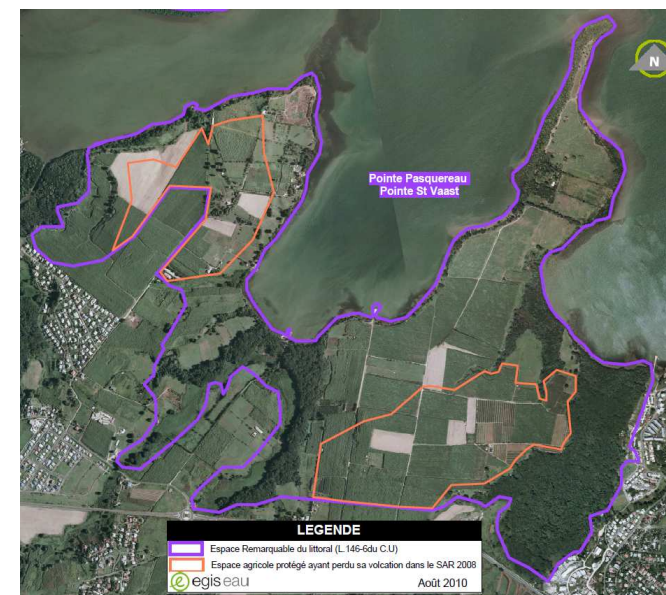 N
Pointe Pasquereau
Pointe St Vaast
LEGENDE
Espace Remarquable du littoral (L.146-6du C.U)
Espace agricole protégé ayant perdu sa volcation dans le SAR 2008
egis eau
Août 2010